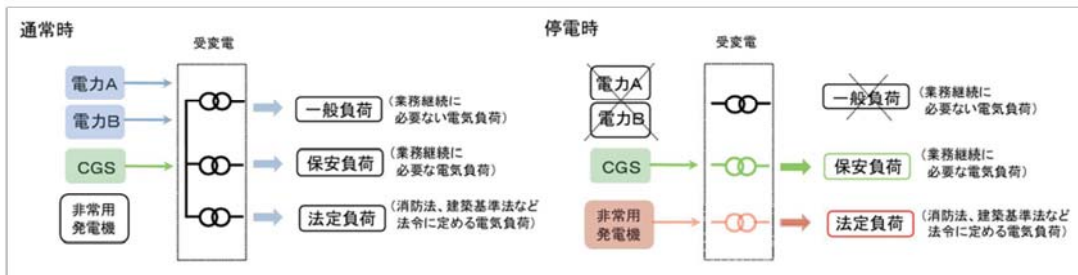 通常時
受変電
電力A
電力B
CGS
非常用
発電機
一般負荷
(業務継続に
必要ない電気負荷)
保安負荷
(業務継続に
必要な電気負荷)
法定負荷
(消防法、建築基準法など
法令に定める電気負荷)
停電時
受変電
電力A
電力B
CGS
非常用
発電機
一般負荷
(業務継続に
必要ない電気負荷)
保安負荷
(業務継続に
必要な電気負荷)
法定負荷
(消防法、建築基準法など
法令に定める電気負荷)